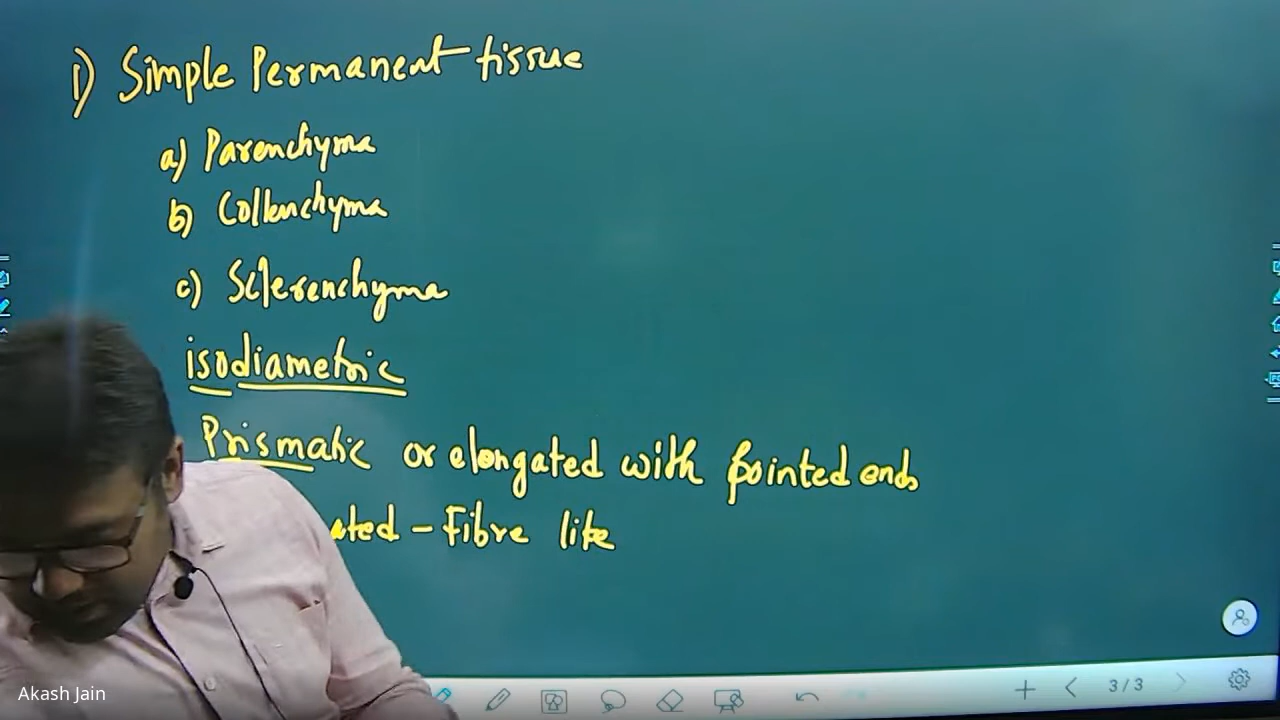 1) Simple Permanent tissue
a) Parenchyma
b) Collenchyma
c) Sclerenchyma
isodiametric
Prismatic or elongated with pointed ends
ated - Fibre like
3/3
Akash Jain